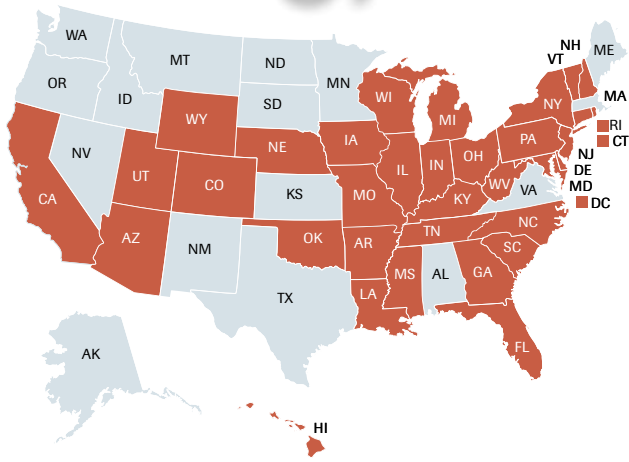 WA
MT
ND
MN
OR
ID
SD
WY
WI
MI
NH
VT
ME
NY
MA
RI
CT
NV
UT
CO
NE
IA
IL
IN
OH
PA
NJ
DE
MD
DC
CA
KS
MO
KY
WV
VA
AZ
NM
OK
AR
TN
NC
SC
TX
LA
MS
AL
GA
FL
AK
HI